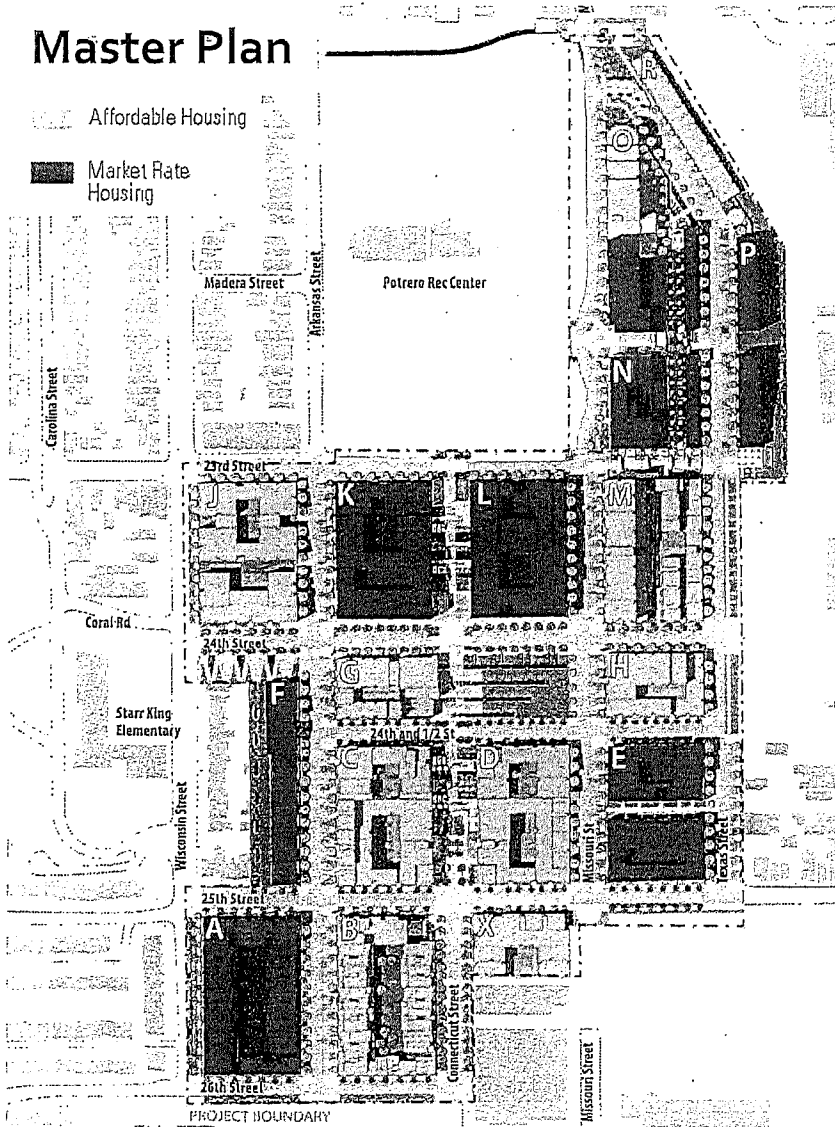 Master Plan
Affordable Housing
Market Rate
Housing
R
O
P
Madera Street
Arkansas Street
Potrero Rec Center
Carolina Street
N
23rd Street
J
K
L
M
Coral Rd
24th Street
G
H
F
Starr King
Elementary
24th and 1/2 St
C
D
E
Wisconsin Street
Missouri St
Texas Street
25th Street
A
B
X
Connecticut Street
26th Street
Missouri Street
PROJECT BOUNDARY